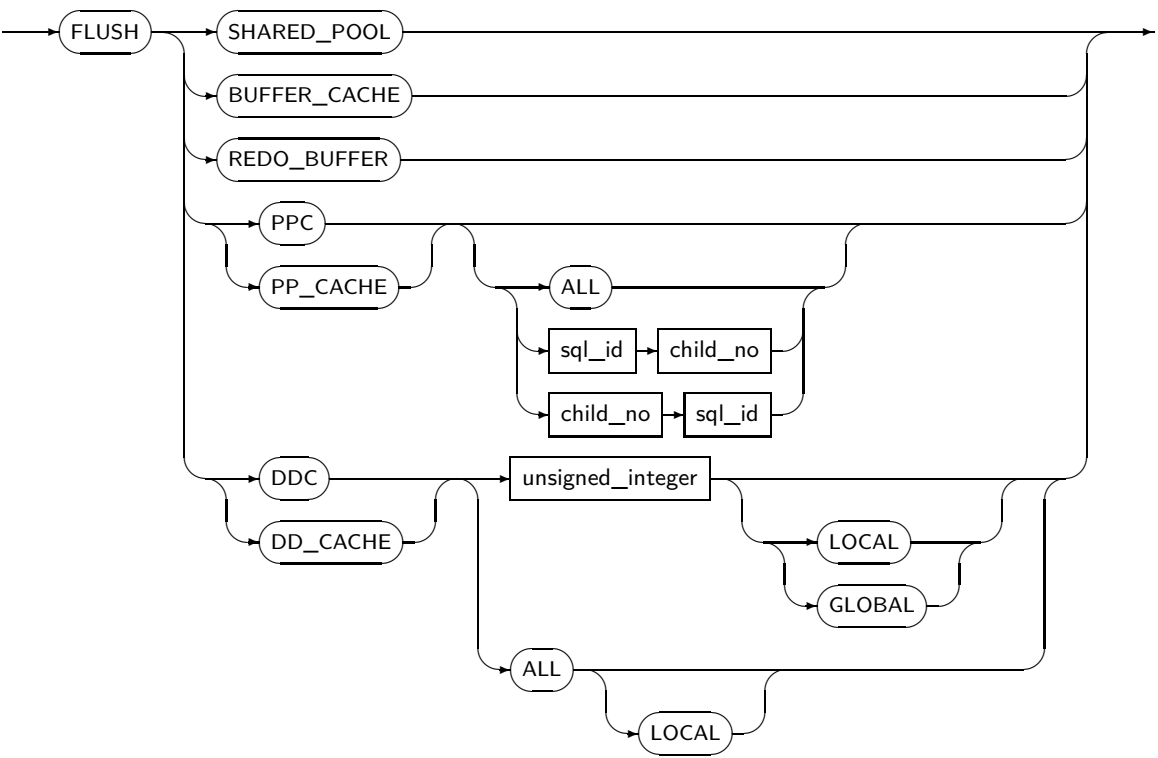 FLUSH SHARED_POOL
BUFFER_CACHE
REDO_BUFFER
PPC
PP_CACHE ALL
sql_id child_no
child_no sql_id
DDC unsigned_integer
DD_CACHE LOCAL
GLOBAL
ALL
LOCAL